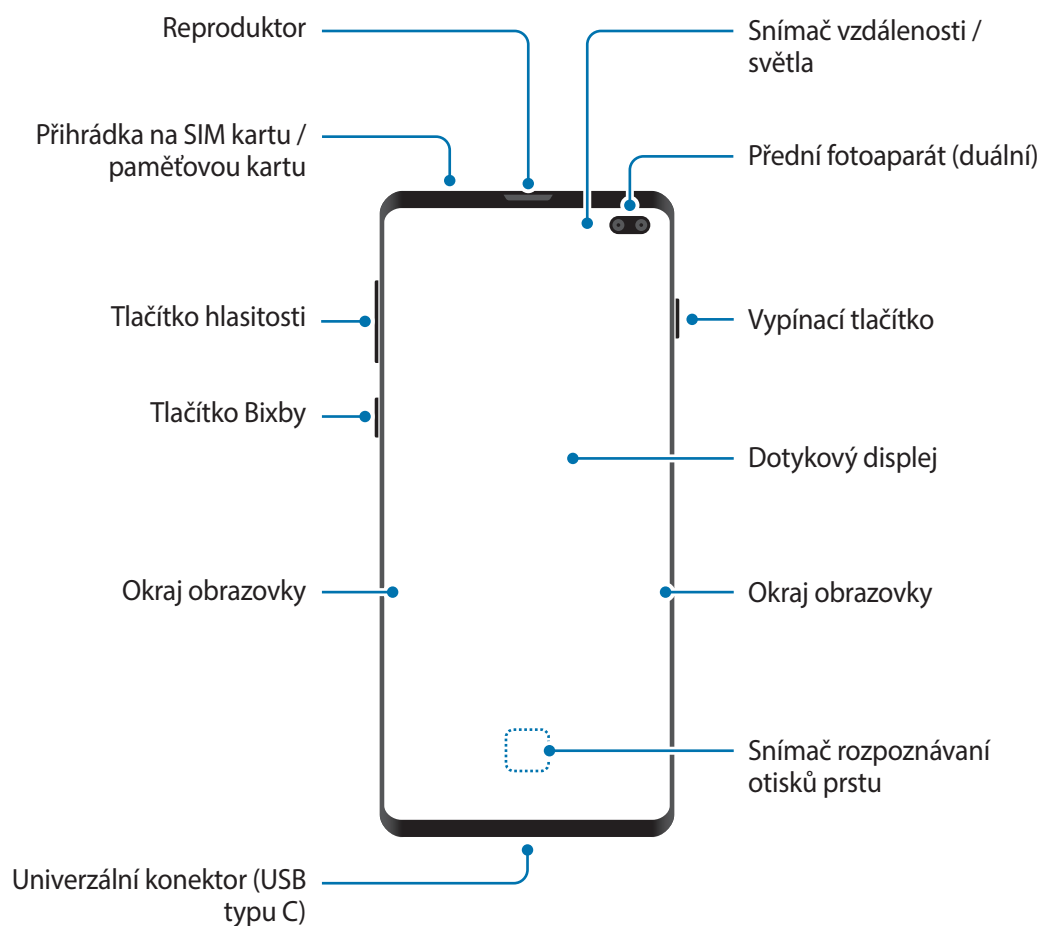 Reproduktor
Přihrádka na SIM kartu /
paměťovou kartu
Tlačítko hlasitosti
Tlačítko Bixby
Okraj obrazovky
Univerzální konektor (USB
typu C)
Snímač vzdálenosti /
světla
Přední fotoaparát (duální)
Vypínací tlačítko
Dotykový displej
Okraj obrazovky
Snímač rozpoznávaní
otisků prstu